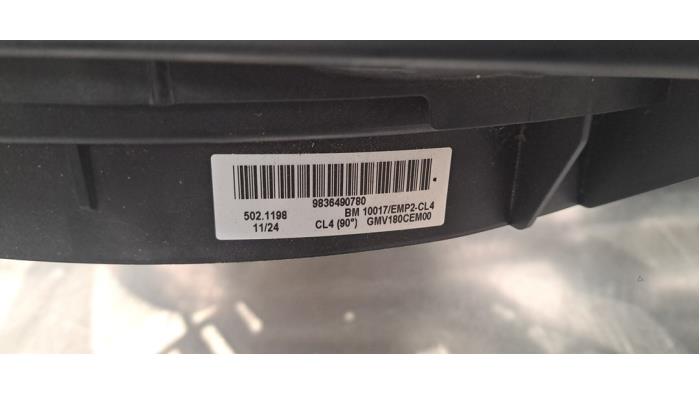 9836490780
502.1198 BM 10017/EMP2-CL4
11/24 CL4 (90°) GMV180CEM00